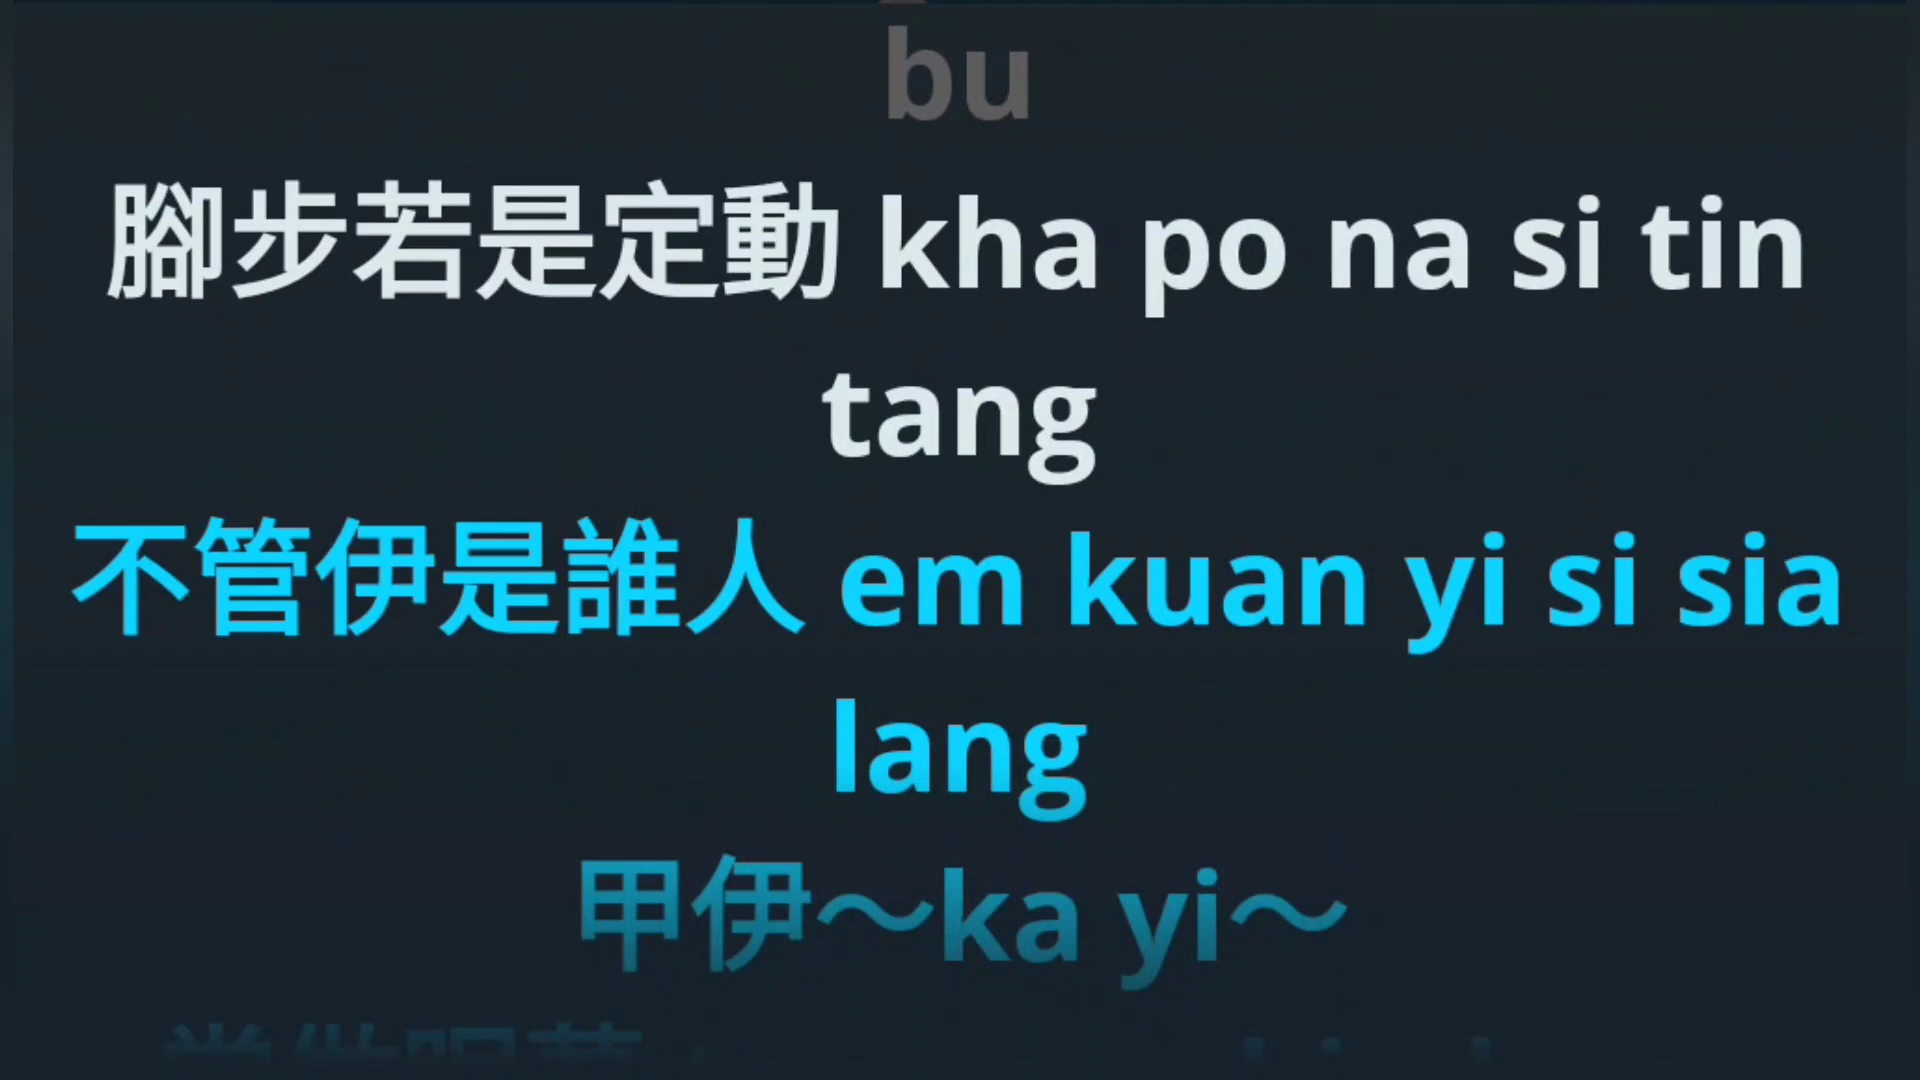 bu
腳步若是定動 kha po na si tin
tang
不管伊是誰人 em kuan yi si sia
lang
甲伊～ka yi～